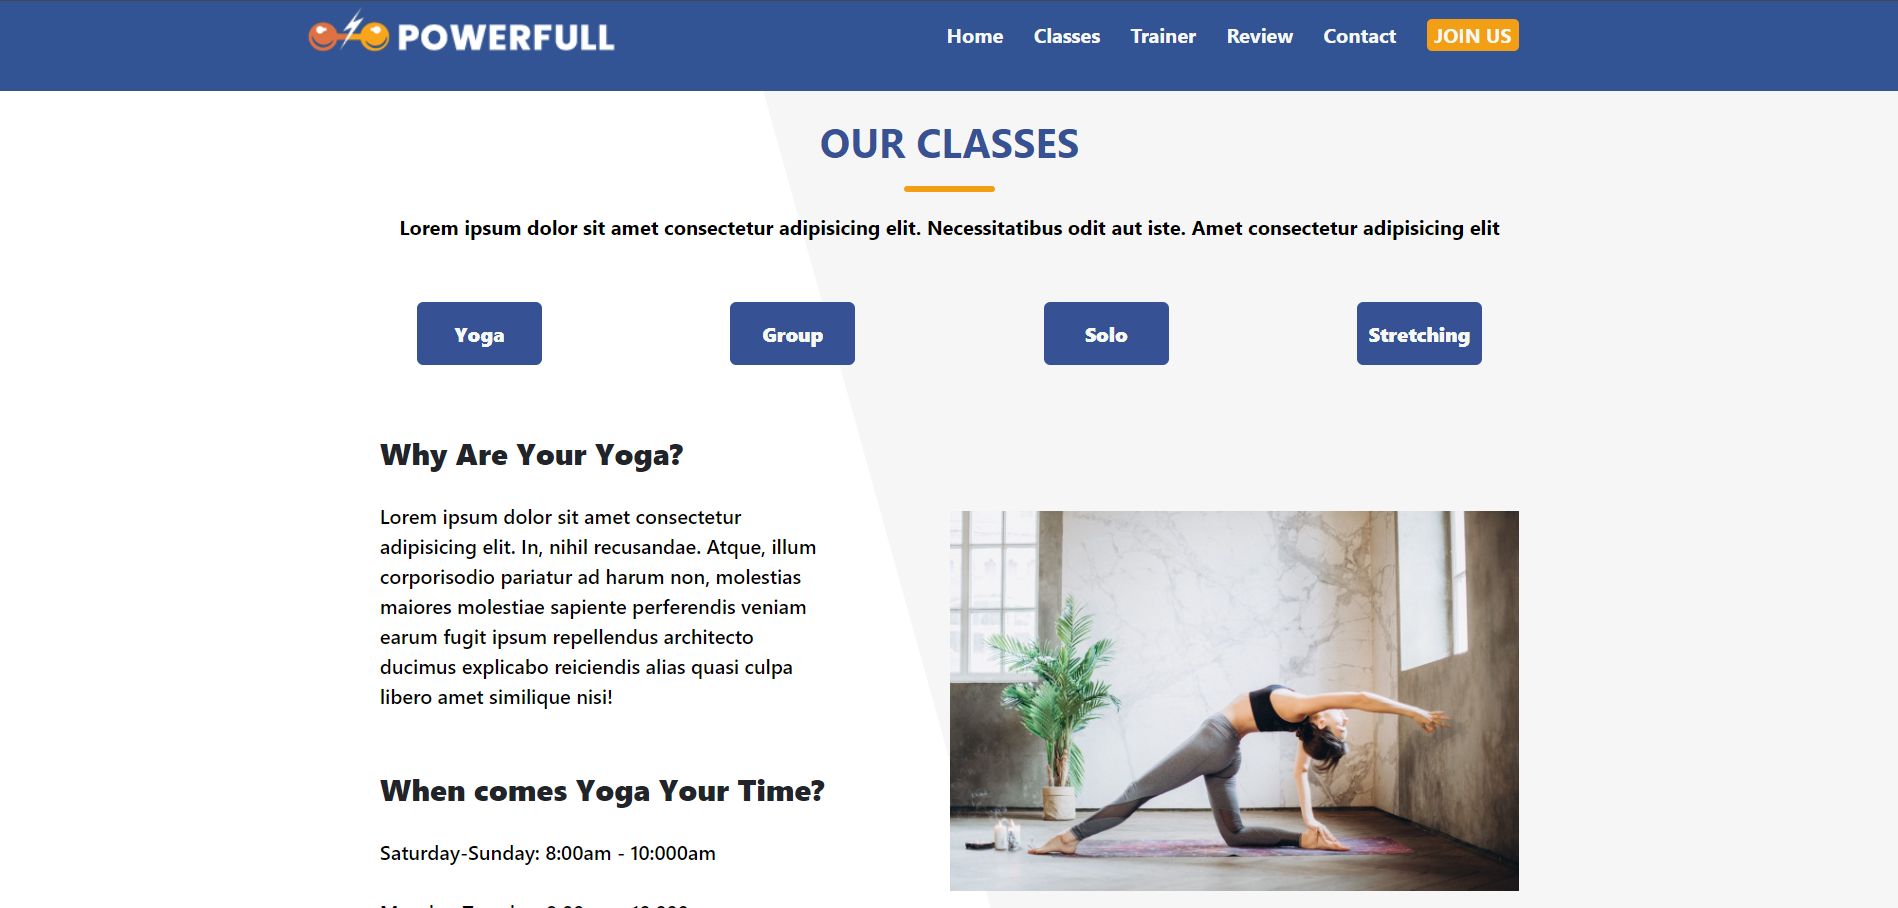 POWERFULL
Home Classes Trainer Review Contact JOIN US
OUR CLASSES
Lorem ipsum dolor sit amet consectetur adipisicing elit. Necessitatibus odit aut iste. Amet consectetur adipisicing elit
Yoga Group Solo Stretching
Why Are Your Yoga?
Lorem ipsum dolor sit amet consectetur
adipisicing elit. In, nihil recusandae. Atque, illum
corporisodio pariatur ad harum non, molestias
maiores molestiae sapiente perferendis veniam
earum fugit ipsum repellendus architecto
ducimus explicabo reiciendis alias quasi culpa
libero amet similique nisi!
When comes Yoga Your Time?
Saturday-Sunday: 8:00am - 10:000am